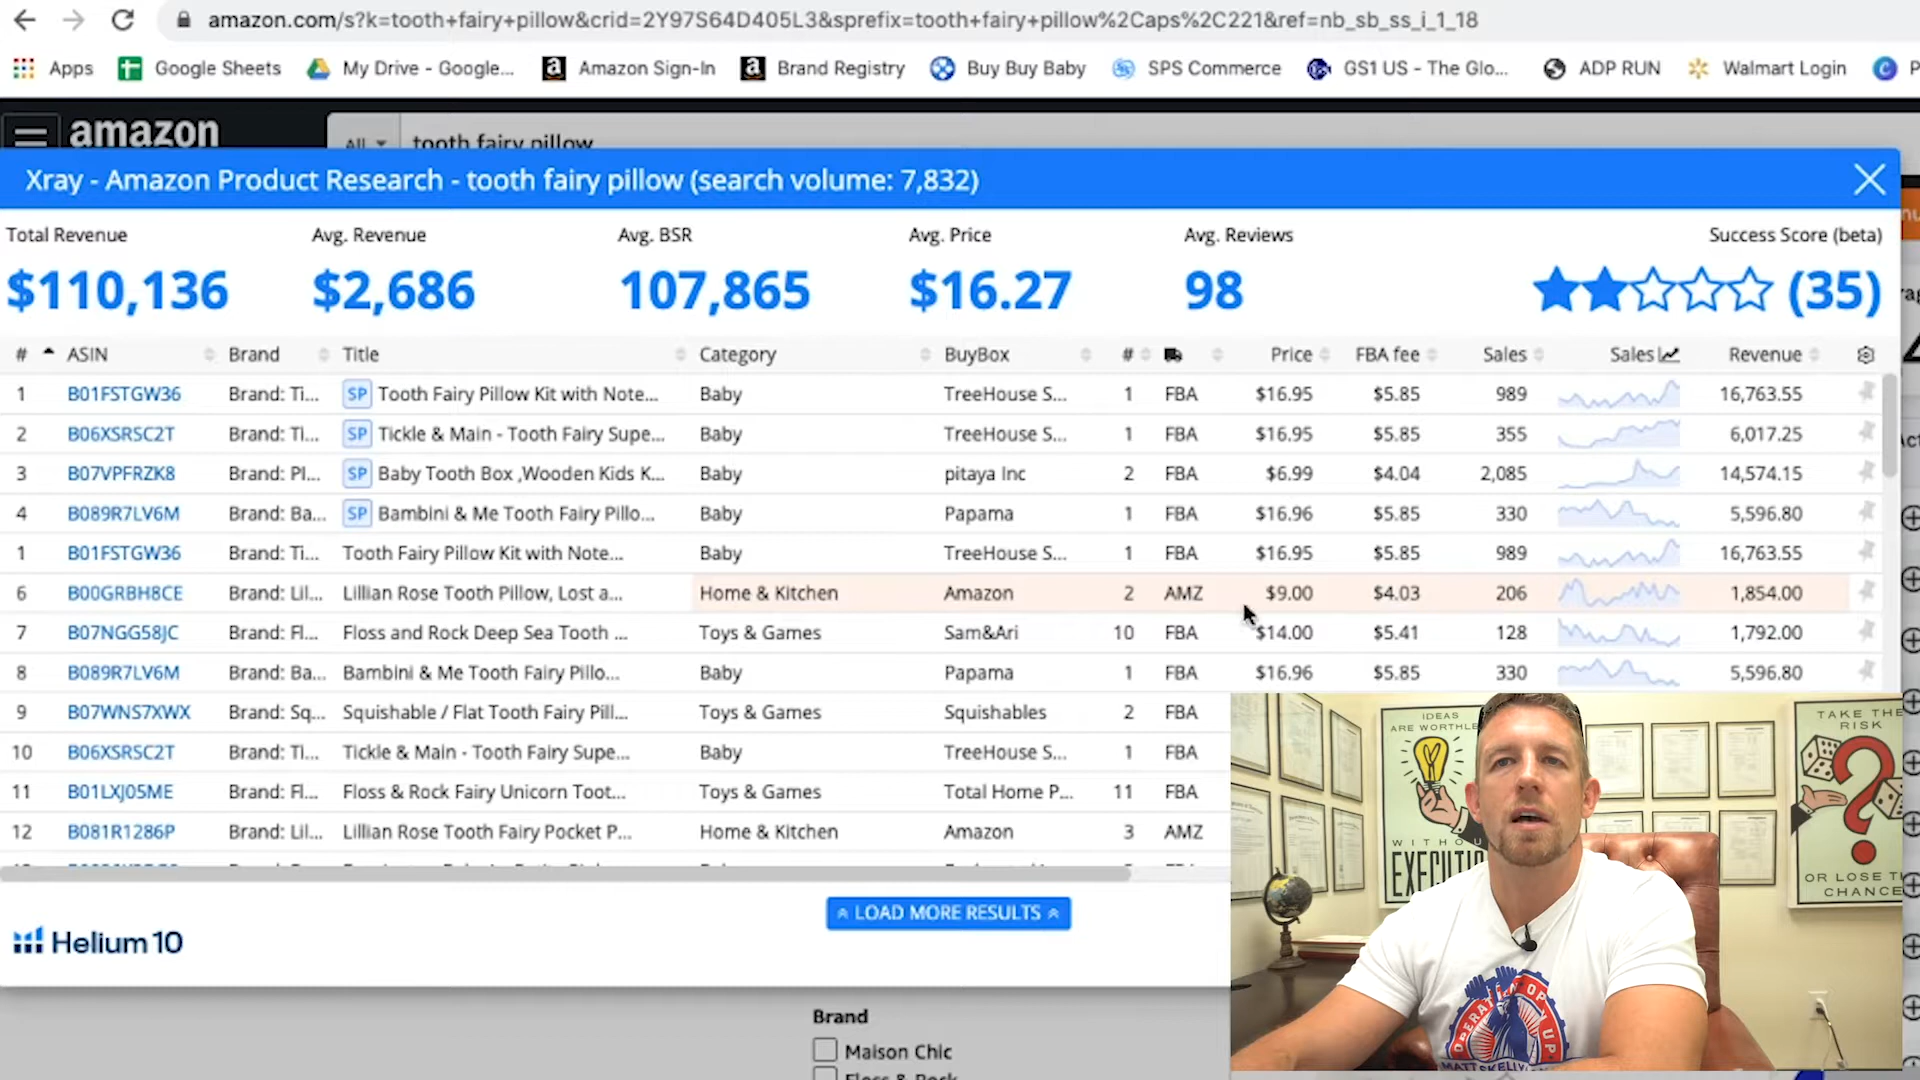 amazon.com/s?k=tooth+fairy+pillow&crid=2Y97S64D405L3&sprefix=tooth+fairy+pillow%2Caps%2C221&ref=nb_sb_ss_i_1_18
Apps Google Sheets My Drive - Google... Amazon Sign-In Brand Registry Buy Buy Baby SPS Commerce GS1 US - The Glo... ADP RUN Walmart Login
amazon All tooth fairy pillow
Xray - Amazon Product Research - tooth fairy pillow (search volume: 7,832)
Total Revenue Avg. Revenue Avg. BSR Avg. Price Avg. Reviews Success Score (beta)
$110,136 $2,686 107,865 $16.27 98 (35)
# ASIN Brand Title Category BuyBox # Price FBA fee Sales Sales Revenue
1 B01FSTGW36 Brand: Ti... SP Tooth Fairy Pillow Kit with Note... Baby TreeHouse S... 1 FBA $16.95 $5.85 989 16,763.55
2 B06XSRSC2T Brand: Ti... SP Tickle & Main - Tooth Fairy Supe... Baby TreeHouse S... 1 FBA $16.95 $5.85 355 6,017.25
3 B07VPFRZK8 Brand: Pl... SP Baby Tooth Box ,Wooden Kids K... Baby pitaya Inc 2 FBA $6.99 $4.04 2,085 14,574.15
4 B089R7LV6M Brand: Ba... SP Bambini & Me Tooth Fairy Pillo... Baby Papama 1 FBA $16.96 $5.85 330 5,596.80
1 B01FSTGW36 Brand: Ti... Tooth Fairy Pillow Kit with Note... Baby TreeHouse S... 1 FBA $16.95 $5.85 989 16,763.55
6 B00GRBH8CE Brand: Lil... Lillian Rose Tooth Pillow, Lost a... Home & Kitchen Amazon 2 AMZ $9.00 $4.03 206 1,854.00
7 B07NGG58JC Brand: Fl... Floss and Rock Deep Sea Tooth ... Toys & Games Sam&Ari 10 FBA $14.00 $5.41 128 1,792.00
8 B089R7LV6M Brand: Ba... Bambini & Me Tooth Fairy Pillo... Baby Papama 1 FBA $16.96 $5.85 330 5,596.80
9 B07WNS7XWX Brand: Sq... Squishable / Flat Tooth Fairy Pill... Toys & Games Squishables 2 FBA
10 B06XSRSC2T Brand: Ti... Tickle & Main - Tooth Fairy Supe... Baby TreeHouse S... 1 FBA
11 B01LXJ05ME Brand: Fl... Floss & Rock Fairy Unicorn Toot... Toys & Games Total Home P... 11 FBA
12 B081R1286P Brand: Lil... Lillian Rose Tooth Fairy Pocket P... Home & Kitchen Amazon 3 AMZ
LOAD MORE RESULTS
Helium 10
Brand
Maison Chic
Floss & Rock
IDEAS
ARE WORTHLE
WITHOU
EXECUTIO
TAKE THE
RISK
OR LOSE T
CHANCE
OPERATION OP UP
MATTSKELLY